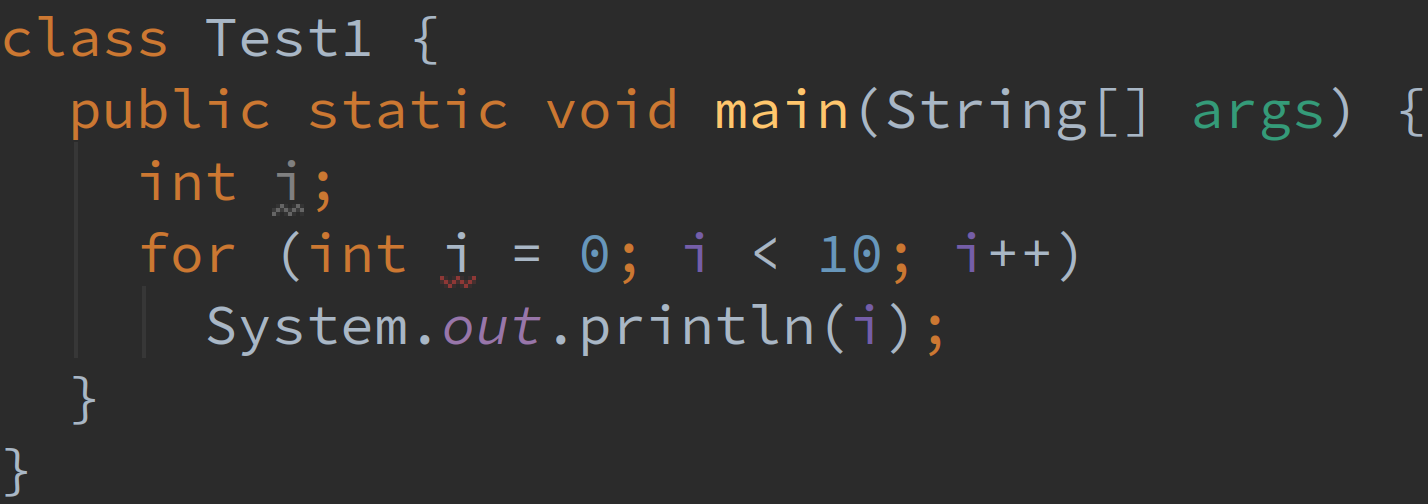 class Test1 {
  public static void main(String[] args) {
    int i;
    for (int i = 0; i < 10; i++)
      System.out.println(i);
  }
}